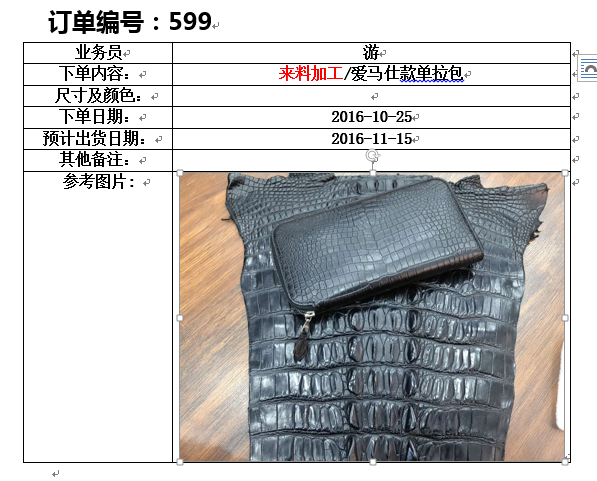 订单编号：599
业务员 游
下单内容： 来料加工/爱马仕款单拉包
尺寸及颜色：
下单日期： 2016-10-25
预计出货日期： 2016-11-15
其他备注：
参考图片：